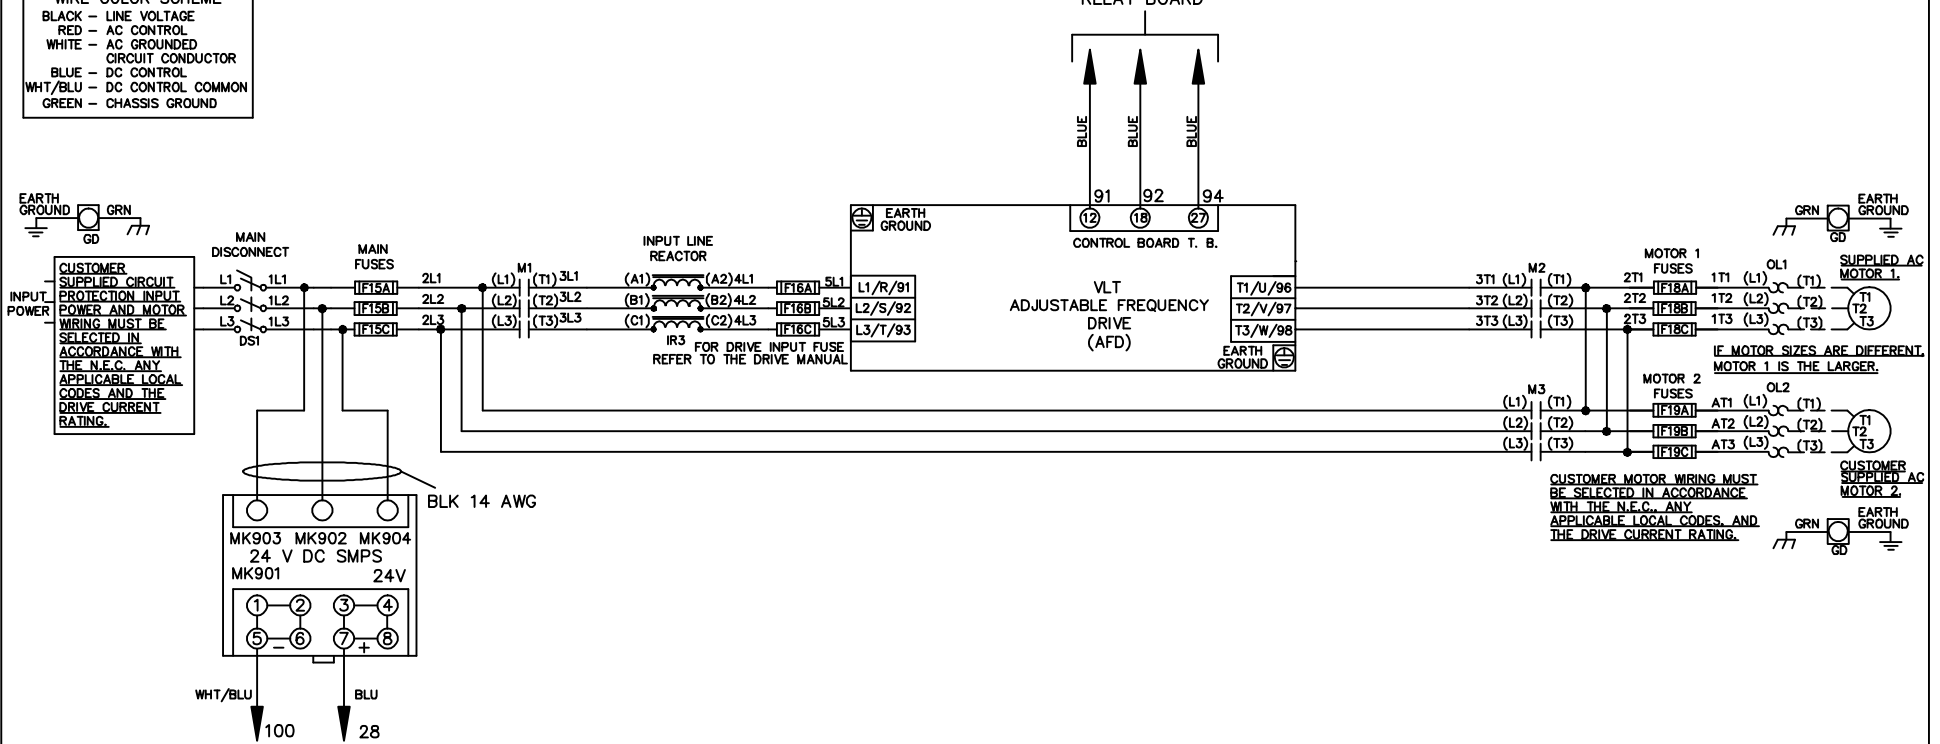 WIRE COLOR SCHEME
BLACK – LINE VOLTAGE
RED – AC CONTROL
WHITE – AC GROUNDED
CIRCUIT CONDUCTOR
BLUE – DC CONTROL
WHT/BLU – DC CONTROL COMMON
GREEN – CHASSIS GROUND
RELAY BOARD
BLUE
BLUE
BLUE
91 92 94
12 18 27
CONTROL BOARD T. B.
EARTH
GROUND
GRN
GD
INPUT
POWER
CUSTOMER
SUPPLIED CIRCUIT
PROTECTION INPUT
POWER AND MOTOR
WIRING MUST BE
SELECTED IN
ACCORDANCE WITH
THE N.E.C. ANY
APPLICABLE LOCAL
CODES AND THE
DRIVE CURRENT
RATING.
MAIN
DISCONNECT
L1 1L1
L2 1L2
L3 1L3
DS1
MAIN
FUSES
F15A
F15B
F15C
2L1
2L2
2L3
M1
(L1) (T1) 3L1
(L2) (T2) 3L2
(L3) (T3) 3L3
INPUT LINE
REACTOR
(A1) (A2) 4L1
(B1) (B2) 4L2
(C1) (C2) 4L3
IR3
F16A 5L1
F16B 5L2
F16C 5L3
FOR DRIVE INPUT FUSE
REFER TO THE DRIVE MANUAL
EARTH
GROUND
L1/R/91
L2/S/92
L3/T/93
VLT
ADJUSTABLE FREQUENCY
DRIVE
(AFD)
T1/U/96
T2/V/97
T3/W/98
EARTH
GROUND
M2
3T1 (L1) (T1)
3T2 (L2) (T2)
3T3 (L3) (T3)
MOTOR 1
FUSES
2T1 F18A 1T1 (L1)
2T2 F18B 1T2 (L2)
2T3 F18C 1T3 (L3)
OL1
(T1)
(T2)
(T3)
GRN
GD
EARTH
GROUND
SUPPLIED AC
MOTOR 1.
T1
T2
T3
IF MOTOR SIZES ARE DIFFERENT,
MOTOR 1 IS THE LARGER.
M3
(L1) (T1)
(L2) (T2)
(L3) (T3)
MOTOR 2
FUSES
F19A AT1 (L1)
F19B AT2 (L2)
F19C AT3 (L3)
OL2
(T1)
(T2)
(T3)
T1
T2
T3
CUSTOMER
SUPPLIED AC
MOTOR 2.
CUSTOMER MOTOR WIRING MUST
BE SELECTED IN ACCORDANCE
WITH THE N.E.C., ANY
APPLICABLE LOCAL CODES, AND
THE DRIVE CURRENT RATING.
GRN
GD
EARTH
GROUND
BLK 14 AWG
MK903 MK902 MK904
24 V DC SMPS
MK901 24V
1 2 3 4
5 6 7 8
– +
WHT/BLU BLU
100 28